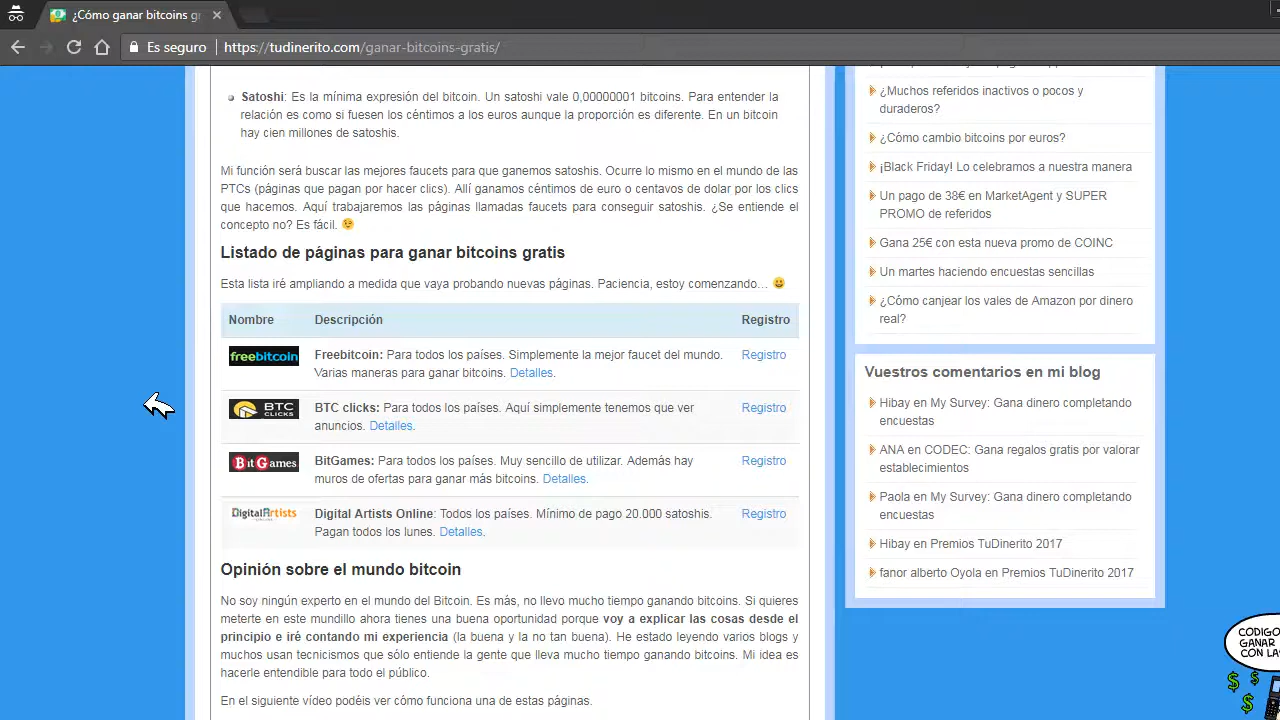 ¿Cómo ganar bitcoins gr
Es seguro
https://tudinerito.com/ganar-bitcoins-gratis/
Satoshi: Es la mínima expresión del bitcoin. Un satoshi vale 0,00000001 bitcoins. Para entender la
relación es como si fuesen los céntimos a los euros aunque la proporción es diferente. En un bitcoin
hay cien millones de satoshis.
Mi función será buscar las mejores faucets para que ganemos satoshis. Ocurre lo mismo en el mundo de las
PTCs (páginas que pagan por hacer clics). Allí ganamos céntimos de euro o centavos de dolar por los clics
que hacemos. Aquí trabajaremos las páginas llamadas faucets para conseguir satoshis. ¿Se entiende el
concepto no? Es fácil. 😉
Listado de páginas para ganar bitcoins gratis
Esta lista iré ampliando a medida que vaya probando nuevas páginas. Paciencia, estoy comenzando… 😀
Nombre Descripción Registro
freebitcoin Freebitcoin: Para todos los países. Simplemente la mejor faucet del mundo. Registro
Varias maneras para ganar bitcoins. Detalles.
BTC CLICKS BTC clicks: Para todos los países. Aquí simplemente tenemos que ver Registro
anuncios. Detalles.
BitGames BitGames: Para todos los países. Muy sencillo de utilizar. Además hay Registro
muros de ofertas para ganar más bitcoins. Detalles.
DigitalArtists Digital Artists Online: Todos los países. Mínimo de pago 20.000 satoshis. Registro
Pagan todos los lunes. Detalles.
Opinión sobre el mundo bitcoin
No soy ningún experto en el mundo del Bitcoin. Es más, no llevo mucho tiempo ganando bitcoins. Si quieres
meterte en este mundillo ahora tienes una buena oportunidad porque voy a explicar las cosas desde el
principio e iré contando mi experiencia (la buena y la no tan buena). He estado leyendo varios blogs y
muchos usan tecnicismos que sólo entiende la gente que lleva mucho tiempo ganando bitcoins. Mi idea es
hacerle entendible para todo el público.
En el siguiente vídeo podéis ver cómo funciona una de estas páginas.
¿Muchos referidos inactivos o pocos y
duraderos?
¿Cómo cambio bitcoins por euros?
¡Black Friday! Lo celebramos a nuestra manera
Un pago de 38€ en MarketAgent y SUPER
PROMO de referidos
Gana 25€ con esta nueva promo de COINC
Un martes haciendo encuestas sencillas
¿Cómo canjear los vales de Amazon por dinero
real?
Vuestros comentarios en mi blog
Hibay en My Survey: Gana dinero completando
encuestas
ANA en CODEC: Gana regalos gratis por valorar
establecimientos
Paola en My Survey: Gana dinero completando
encuestas
Hibay en Premios TuDinerito 2017
fanor alberto Oyola en Premios TuDinerito 2017
CODIGO
GANAR
CON LA